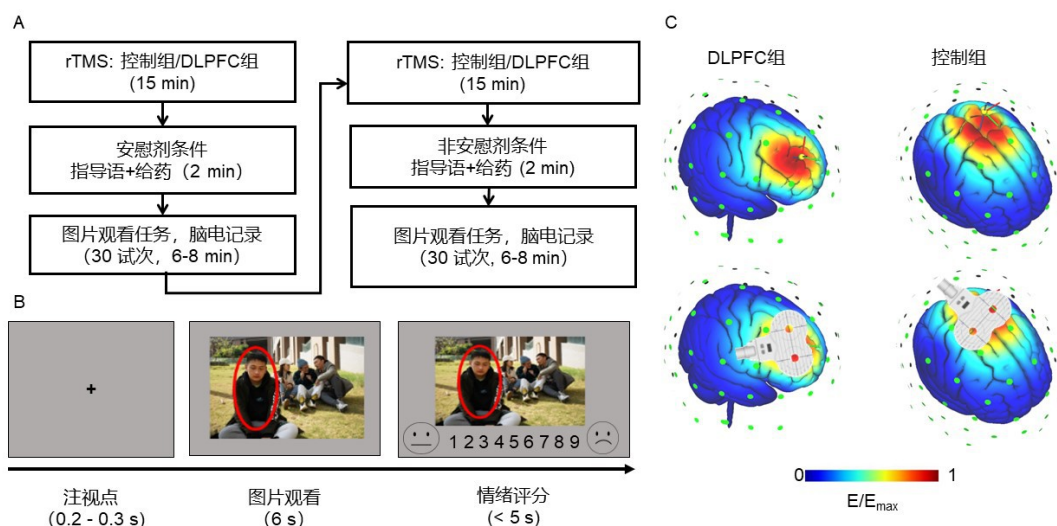 A
rTMS: 控制组/DLPFC组
(15 min)
安慰剂条件
指导语+给药（2 min）
图片观看任务，脑电记录
（30 试次，6-8 min）
rTMS: 控制组/DLPFC组
(15 min)
非安慰剂条件
指导语+给药（2 min）
图片观看任务，脑电记录
（30 试次, 6-8 min）
B
+
1 2 3 4 5 6 7 8 9
注视点
（0.2 - 0.3 s）
图片观看
（6 s）
情绪评分
（< 5 s）
C
DLPFC组
控制组
0
1
E/Emax